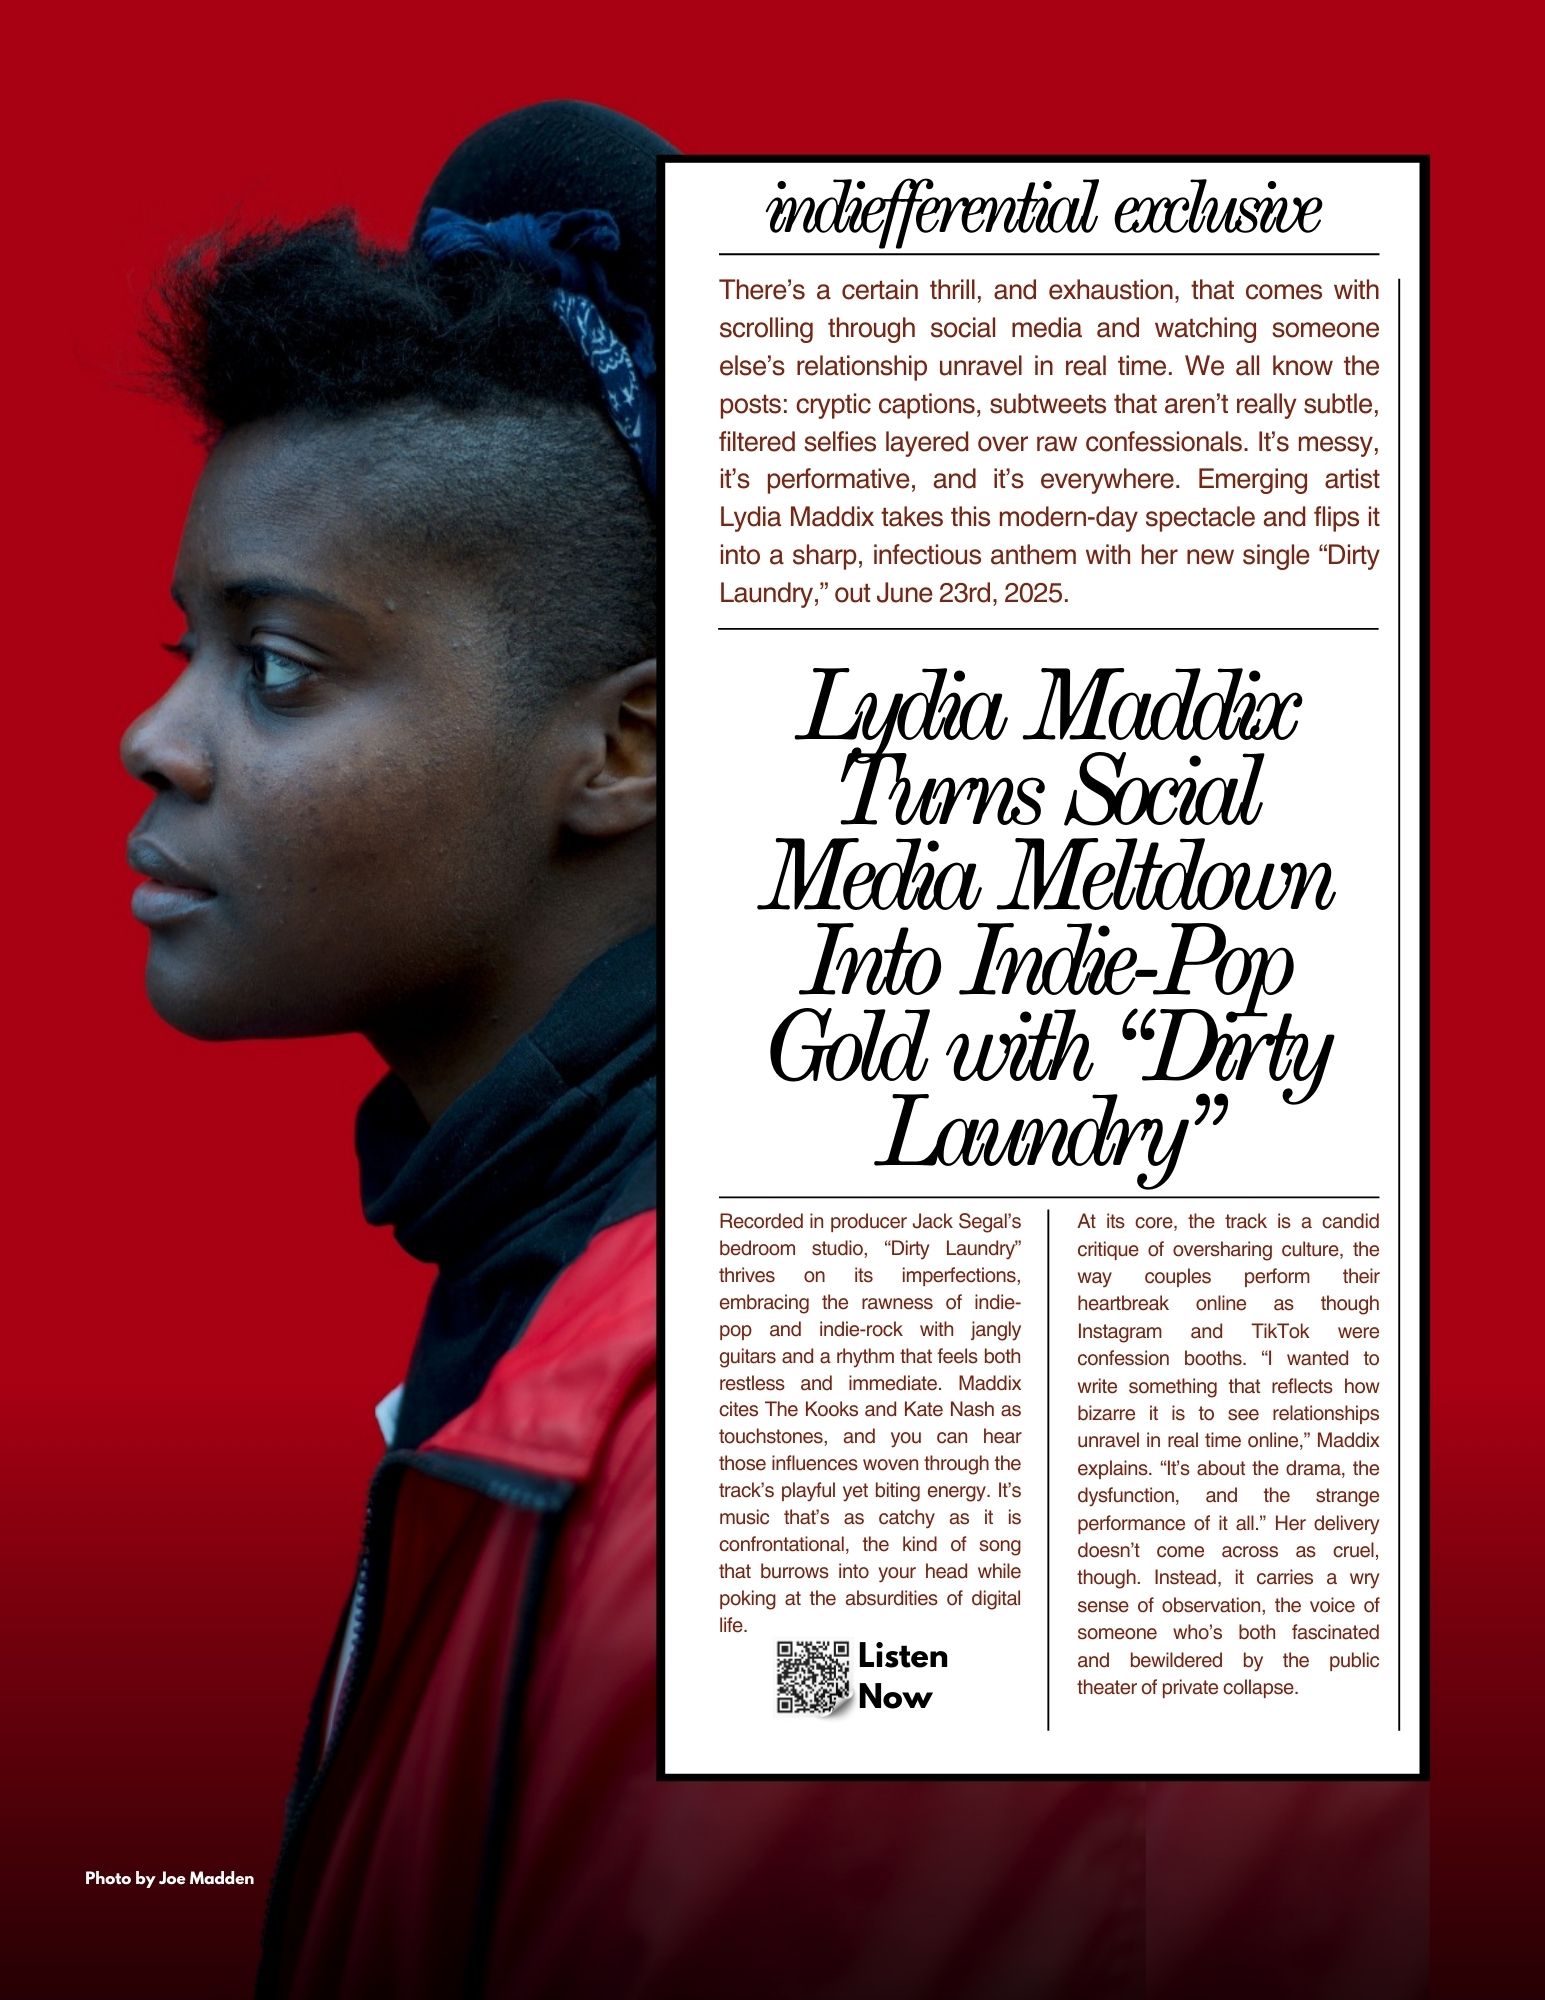 indiefferential exclusive
There’s a certain thrill, and exhaustion, that comes with
scrolling through social media and watching someone
else’s relationship unravel in real time. We all know the
posts: cryptic captions, subtweets that aren’t really subtle,
filtered selfies layered over raw confessionals. It’s messy,
it’s performative, and it’s everywhere. Emerging artist
Lydia Maddix takes this modern-day spectacle and flips it
into a sharp, infectious anthem with her new single “Dirty
Laundry,” out June 23rd, 2025.
Lydia Maddix
Turns Social
Media Meltdown
Into Indie-Pop
Gold with “Dirty
Laundry”
Recorded in producer Jack Segal’s
bedroom studio, “Dirty Laundry”
thrives on its imperfections,
embracing the rawness of indie-
pop and indie-rock with jangly
guitars and a rhythm that feels both
restless and immediate. Maddix
cites The Kooks and Kate Nash as
touchstones, and you can hear
those influences woven through the
track’s playful yet biting energy. It’s
music that’s as catchy as it is
confrontational, the kind of song
that burrows into your head while
poking at the absurdities of digital
life.
Listen
Now
At its core, the track is a candid
critique of oversharing culture, the
way couples perform their
heartbreak online as though
Instagram and TikTok were
confession booths. “I wanted to
write something that reflects how
bizarre it is to see relationships
unravel in real time online,” Maddix
explains. “It’s about the drama, the
dysfunction, and the strange
performance of it all.” Her delivery
doesn’t come across as cruel,
though. Instead, it carries a wry
sense of observation, the voice of
someone who’s both fascinated
and bewildered by the public
theater of private collapse.
Photo by Joe Madden